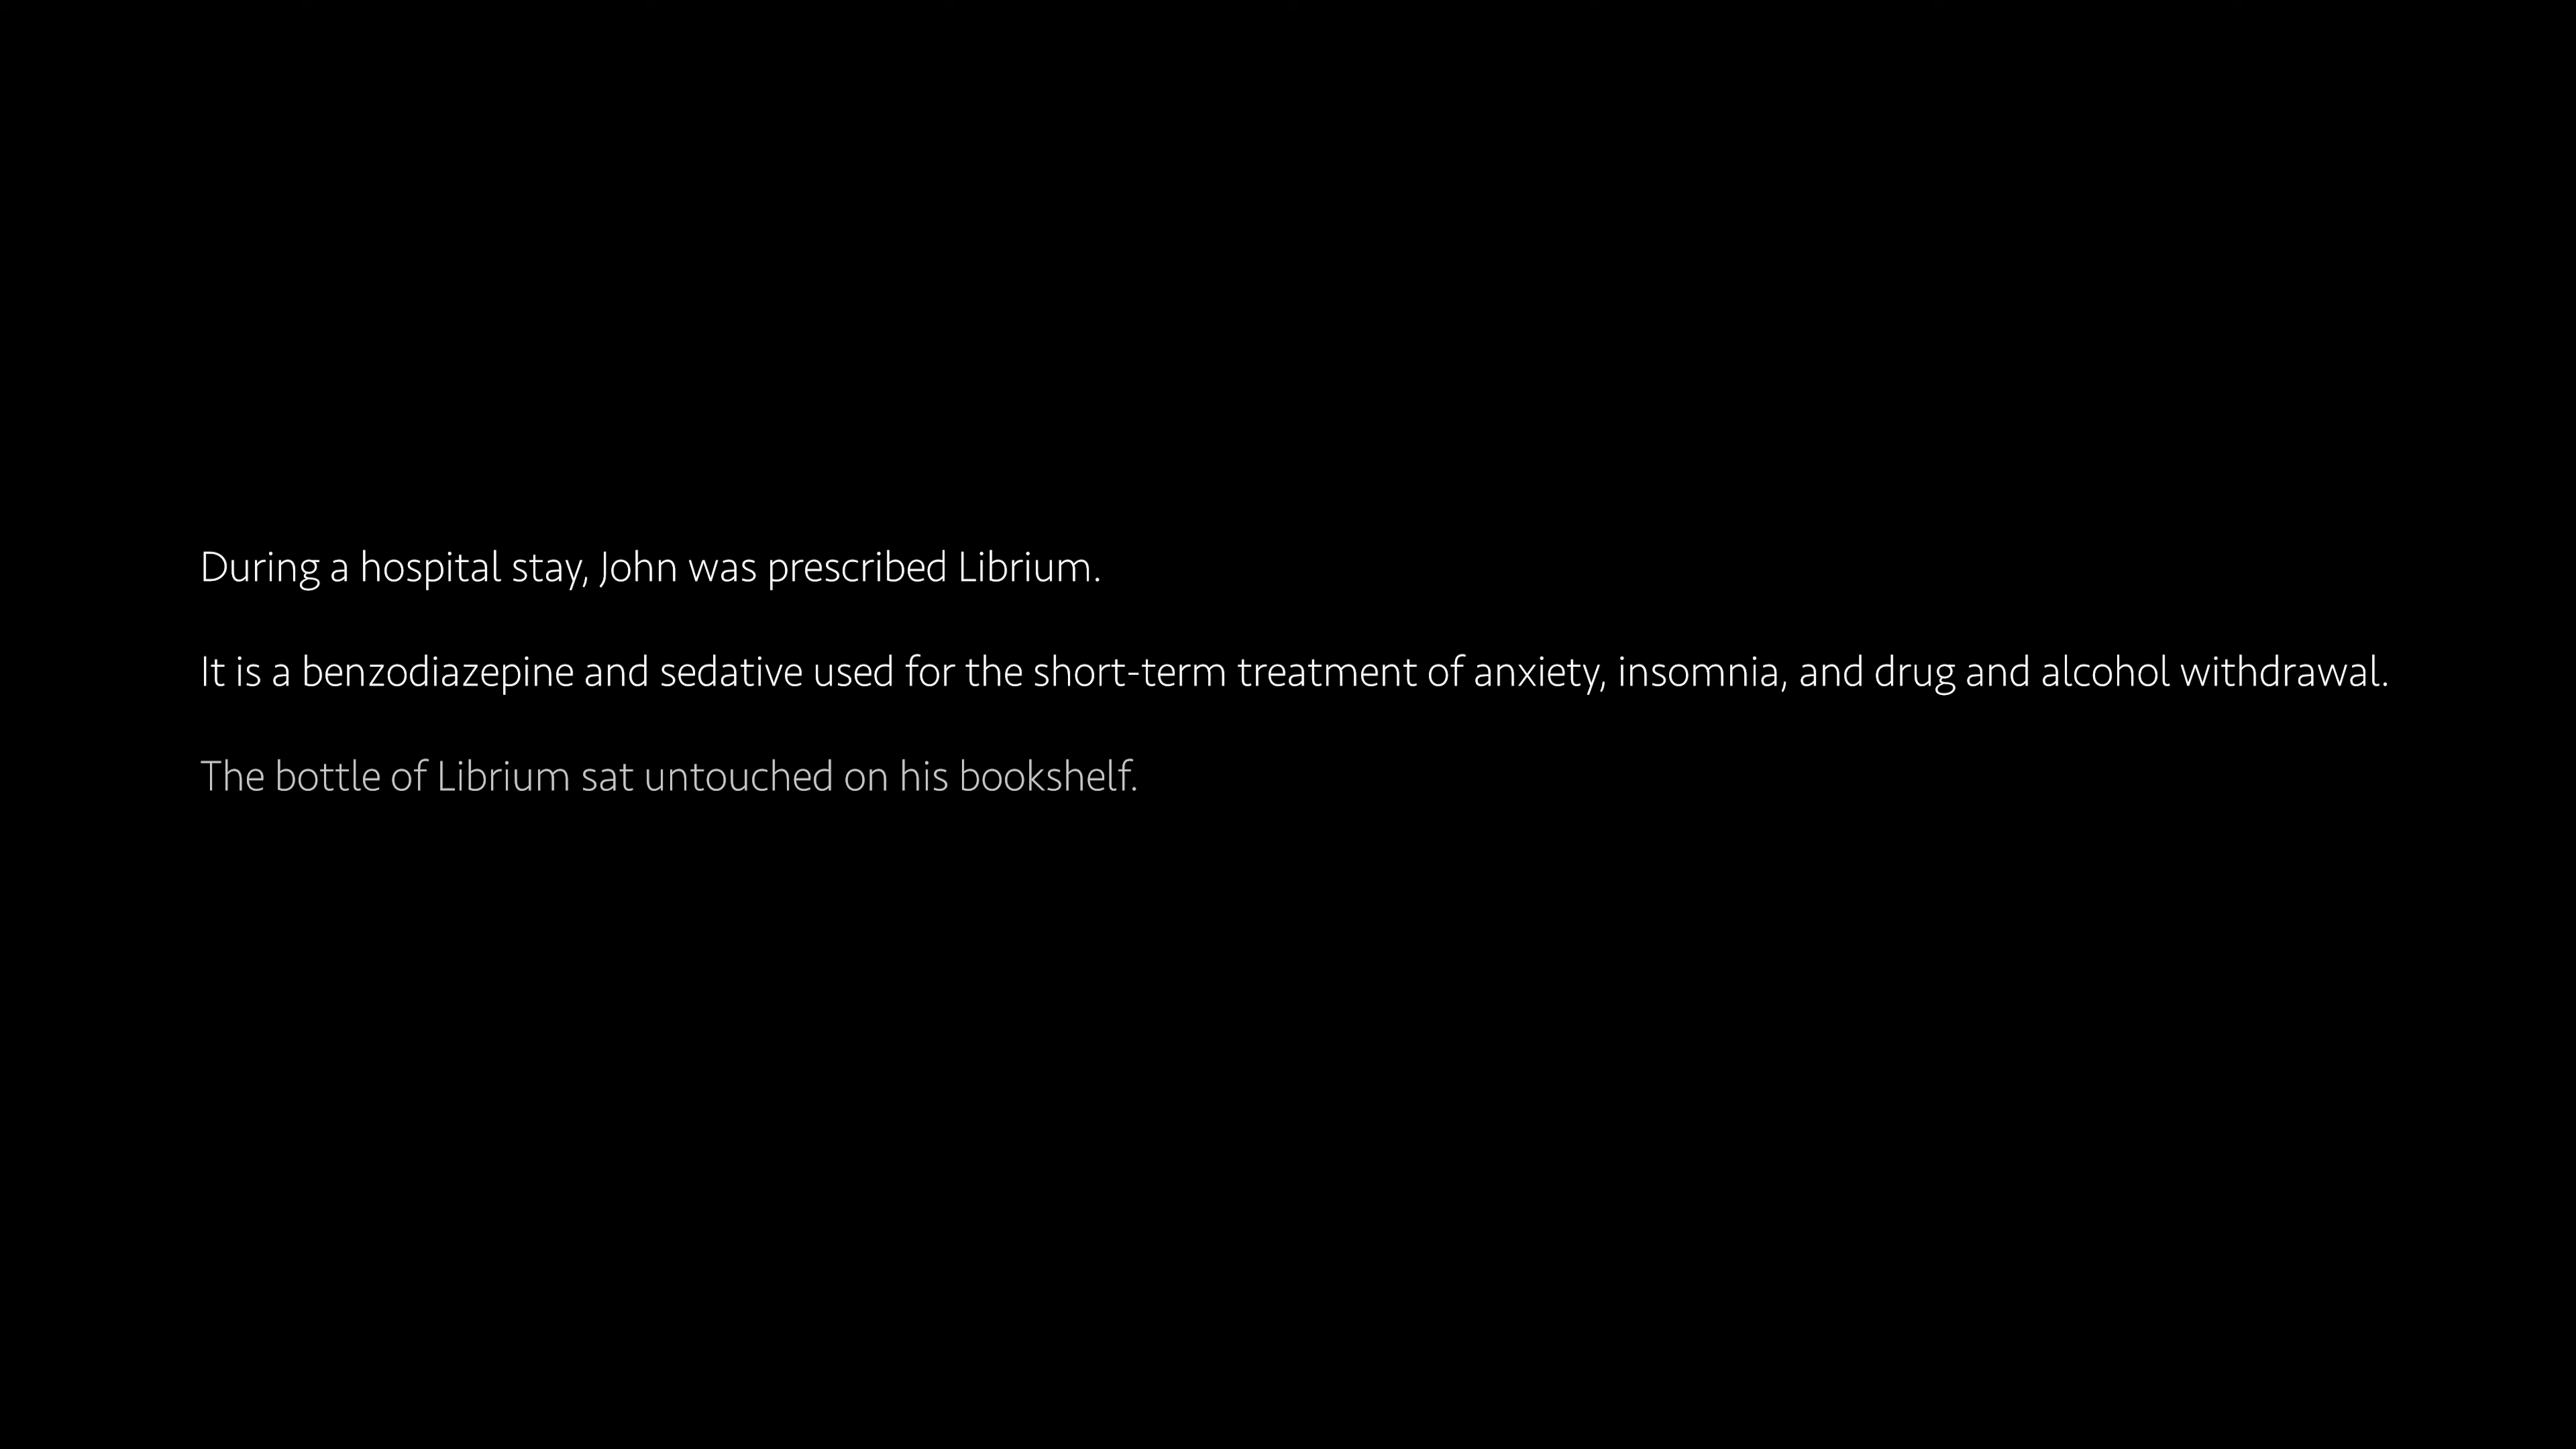 During a hospital stay, John was prescribed Librium.
It is a benzodiazepine and sedative used for the short-term treatment of anxiety, insomnia, and drug and alcohol withdrawal.
The bottle of Librium sat untouched on his bookshelf.